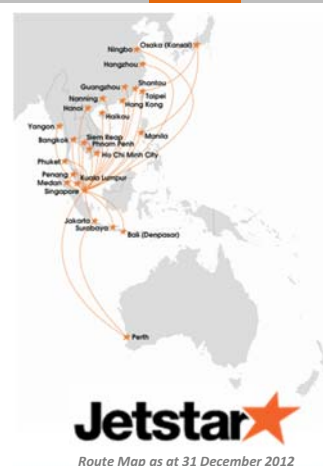 Ningbo
Osaka (Kansai)
Hangzhou
Shantou
Guangzhou
Taipei
Nanning
Hong Kong
Hanoi
Haikou
Yangon
Manila
Bangkok
Siem Reap
Phnom Penh
Ho Chi Minh City
Phuket
Penang
Kuala Lumpur
Medan
Singapore
Jakarta
Surabaya
Bali (Denpasar)
Perth
Jetstar
Route Map as at 31 December 2012